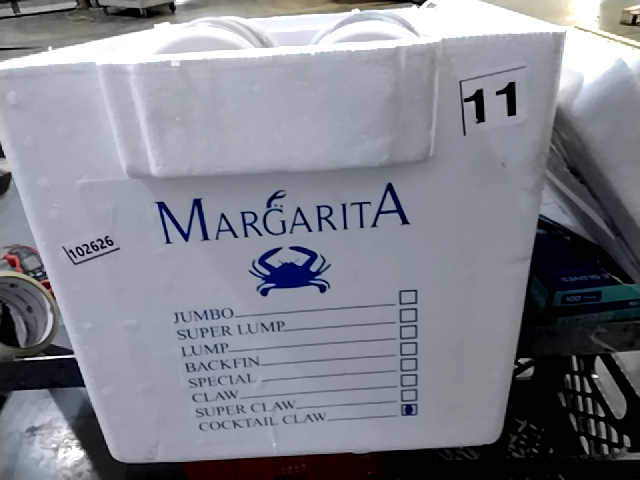 11
MARGARITA
102626
JUMBO
SUPER LUMP
LUMP
BACKFIN
SPECIAL
CLAW
SUPER CLAW
COCKTAIL CLAW